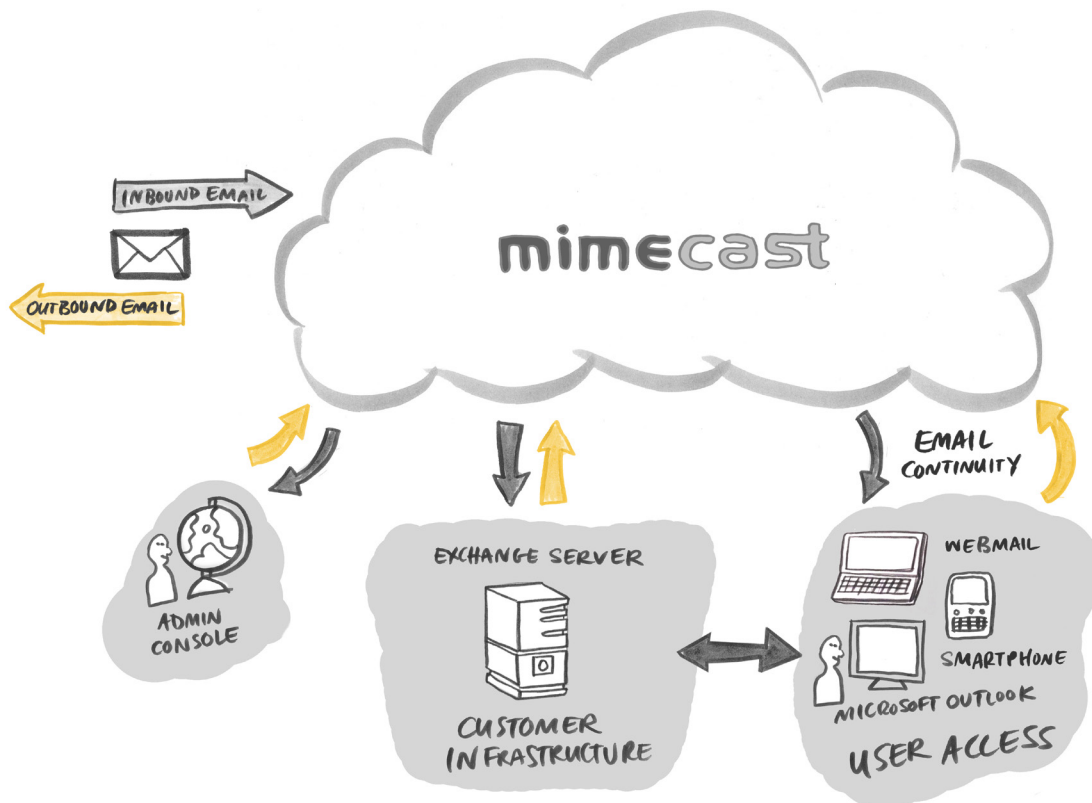 INBOUND EMAIL
mimecast
OUTBOUND EMAIL
EMAIL
CONTINUITY
EXCHANGE SERVER
WEBMAIL
ADMIN
CONSOLE
SMARTPHONE
MICROSOFT OUTLOOK
CUSTOMER
INFRASTRUCTURE
USER ACCESS